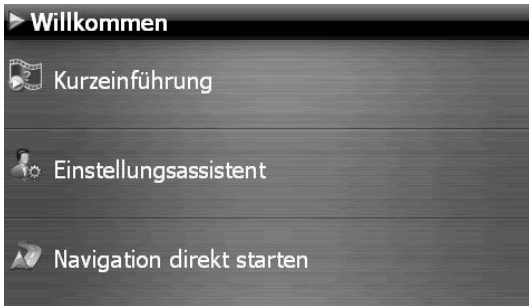 Willkommen
Kurzeinführung
Einstellungsassistent
Navigation direkt starten